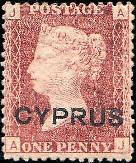 J POSTAGE A
CYPRUS
A ONE PENNY J